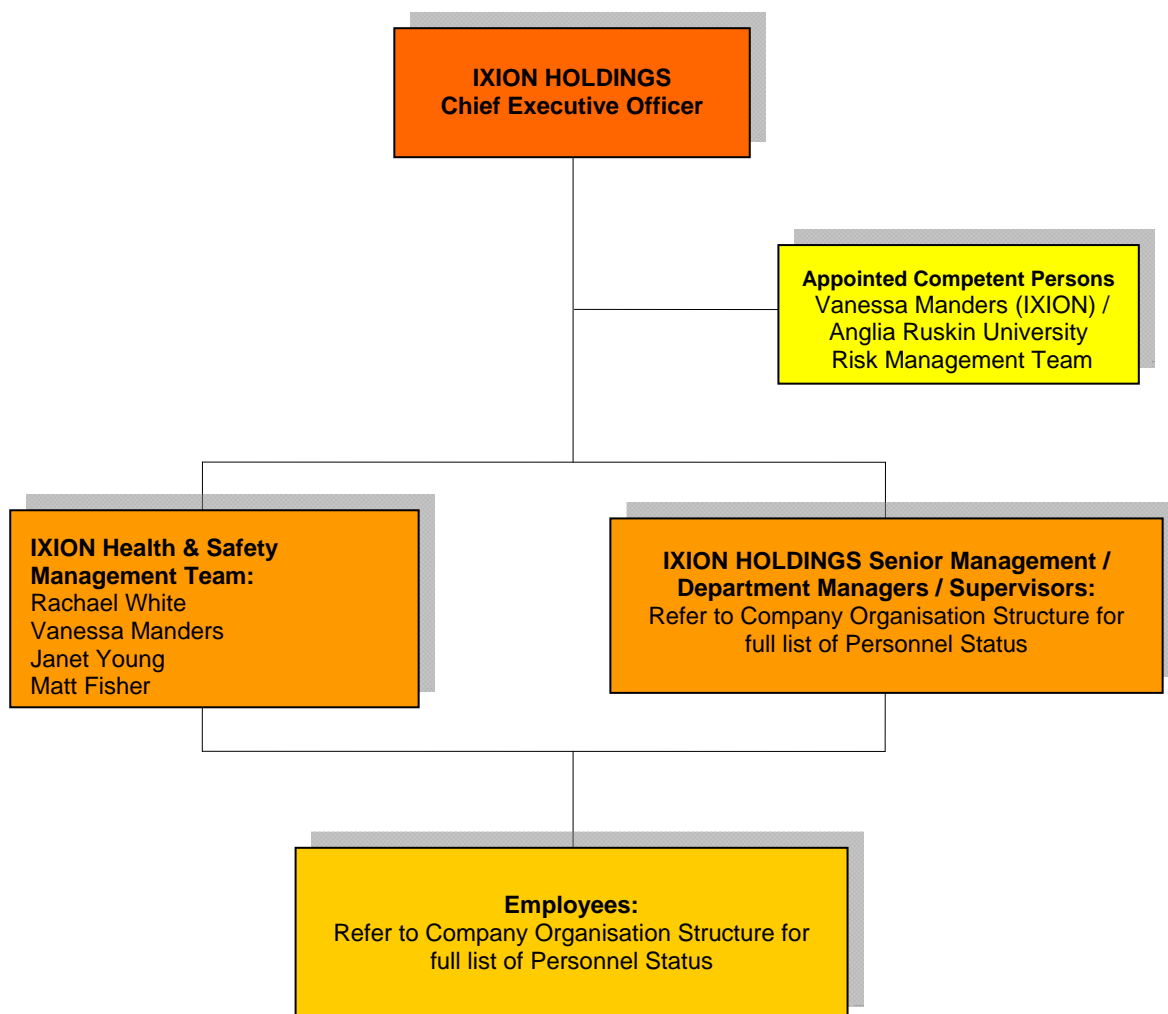 IXION HOLDINGS
Chief Executive Officer
Appointed Competent Persons
Vanessa Manders (IXION) /
Anglia Ruskin University
Risk Management Team
IXION Health & Safety
Management Team:
Rachael White
Vanessa Manders
Janet Young
Matt Fisher
IXION HOLDINGS Senior Management /
Department Managers / Supervisors:
Refer to Company Organisation Structure for
full list of Personnel Status
Employees:
Refer to Company Organisation Structure for
full list of Personnel Status